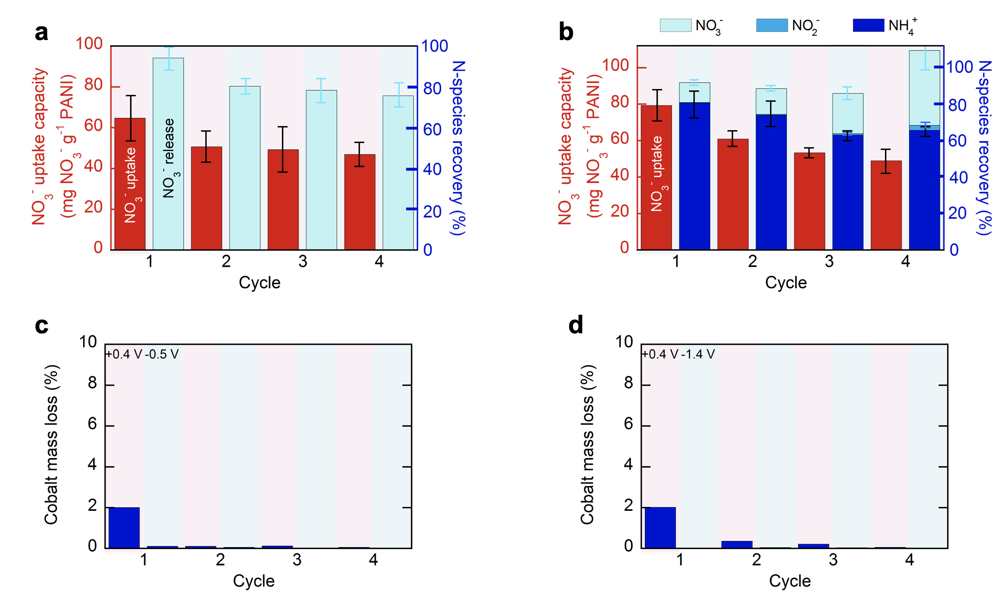 a
NO3- uptake capacity
(mg NO3- g-1 PANI)
100
80
60
40
20
0
NO3- uptake
NO3- release
100
80
60
40
20
0
N-species recovery (%)
1 2 3 4
Cycle
b
NO3- NO2- NH4+
NO3- uptake capacity
(mg NO3- g-1 PANI)
100
80
60
40
20
0
NO3- uptake
100
80
60
40
20
0
N-species recovery (%)
1 2 3 4
Cycle
c
Cobalt mass loss (%)
10
8
6
4
2
0
+0.4 V -0.5 V
1 2 3 4
Cycle
d
Cobalt mass loss (%)
10
8
6
4
2
0
+0.4 V -1.4 V
1 2 3 4
Cycle